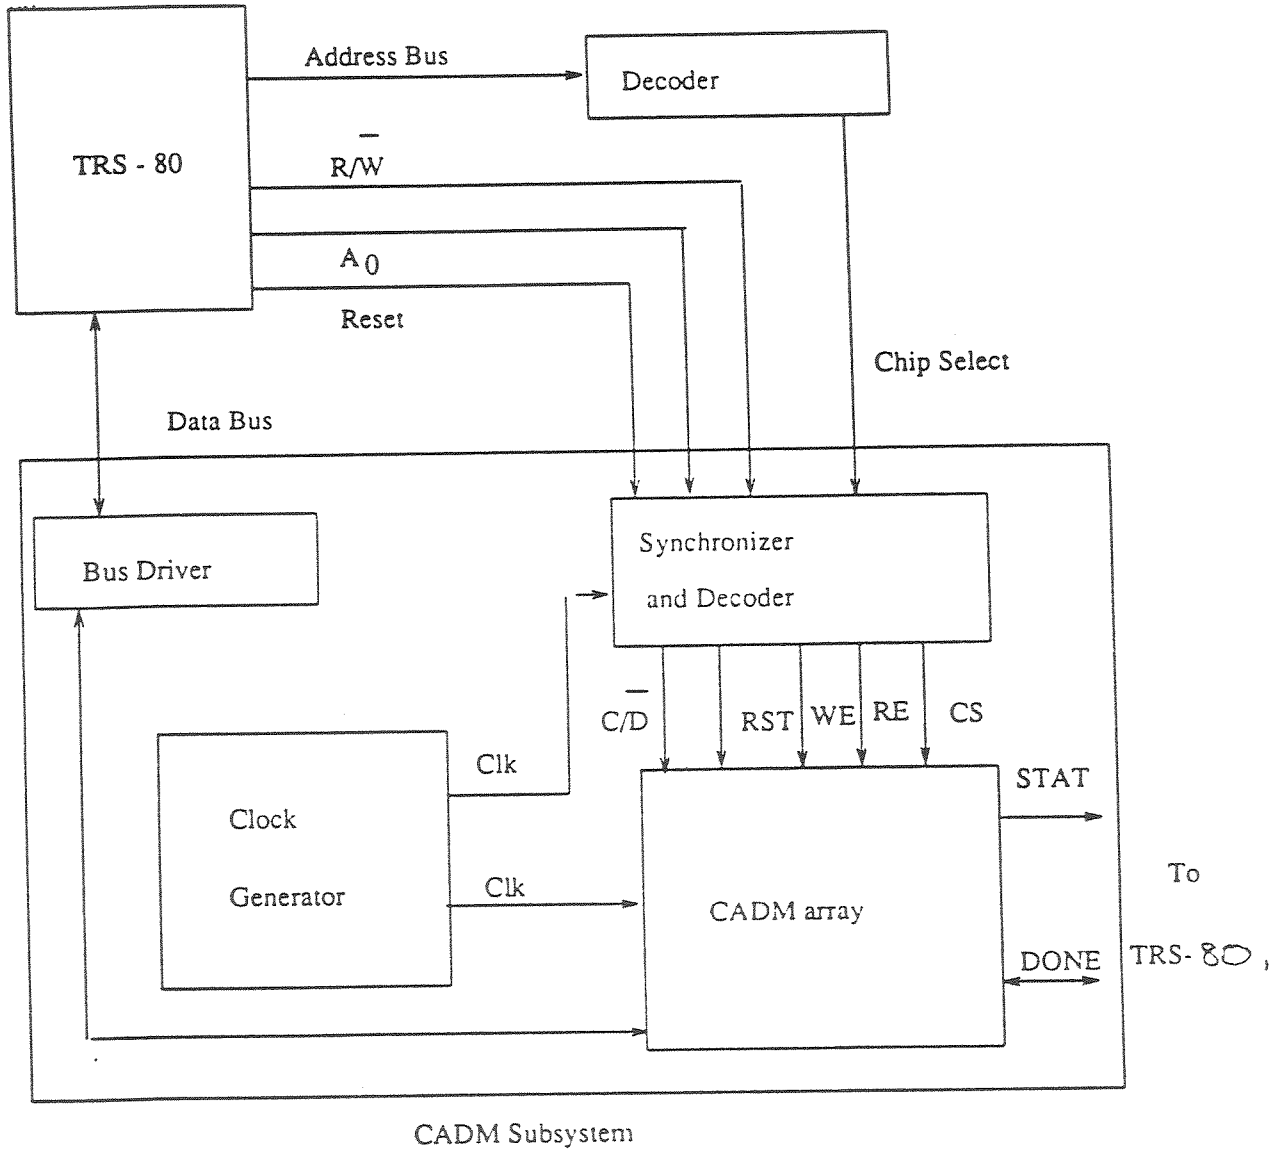 Address Bus
Decoder
TRS - 80
R/W̅
A0
Reset
Chip Select
Data Bus
Synchronizer
and Decoder
Bus Driver
C/D̅
RST
WE
RE
CS
Clk
STAT
Clock
Generator
Clk
CADM array
To
DONE
TRS-80,
CADM Subsystem